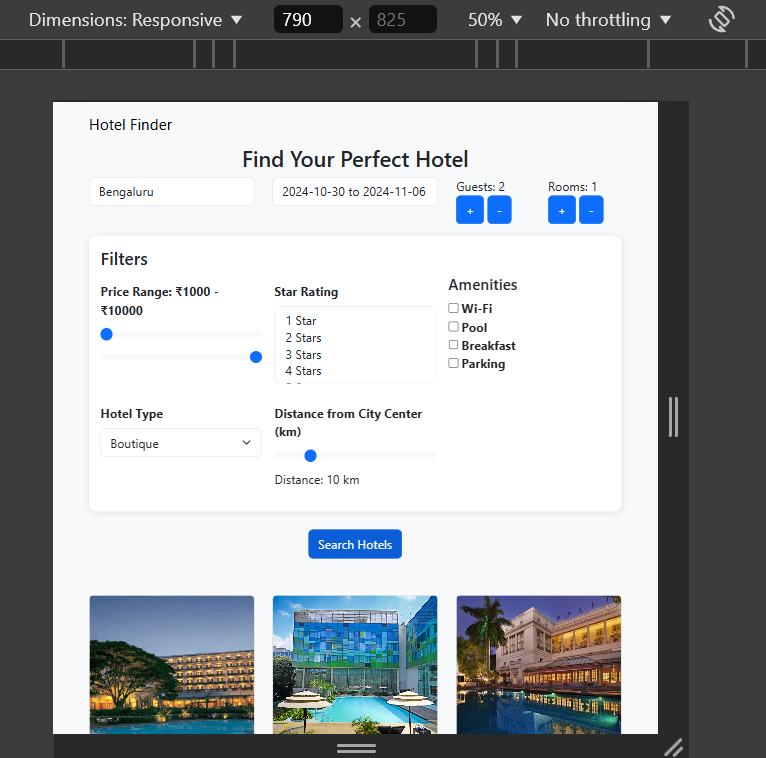 Dimensions: Responsive ▼ 790 × 825 50% ▼ No throttling ▼
Hotel Finder
Find Your Perfect Hotel
Bengaluru
2024-10-30 to 2024-11-06
Guests: 2
+ -
Rooms: 1
+ -
Filters
Price Range: ₹1000 -
₹10000
Star Rating
1 Star
2 Stars
3 Stars
4 Stars
Amenities
Wi-Fi
Pool
Breakfast
Parking
Hotel Type
Boutique
Distance from City Center
(km)
Distance: 10 km
Search Hotels